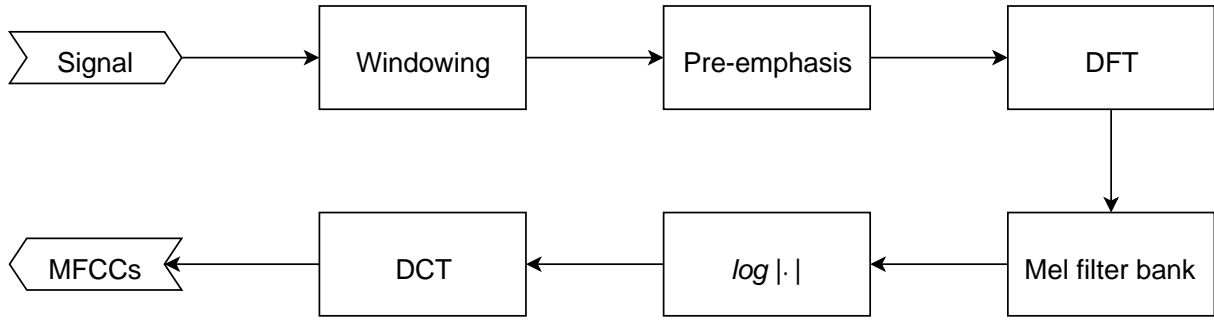 Signal
Windowing
Pre-emphasis
DFT
Mel filter bank
log |· |
DCT
MFCCs